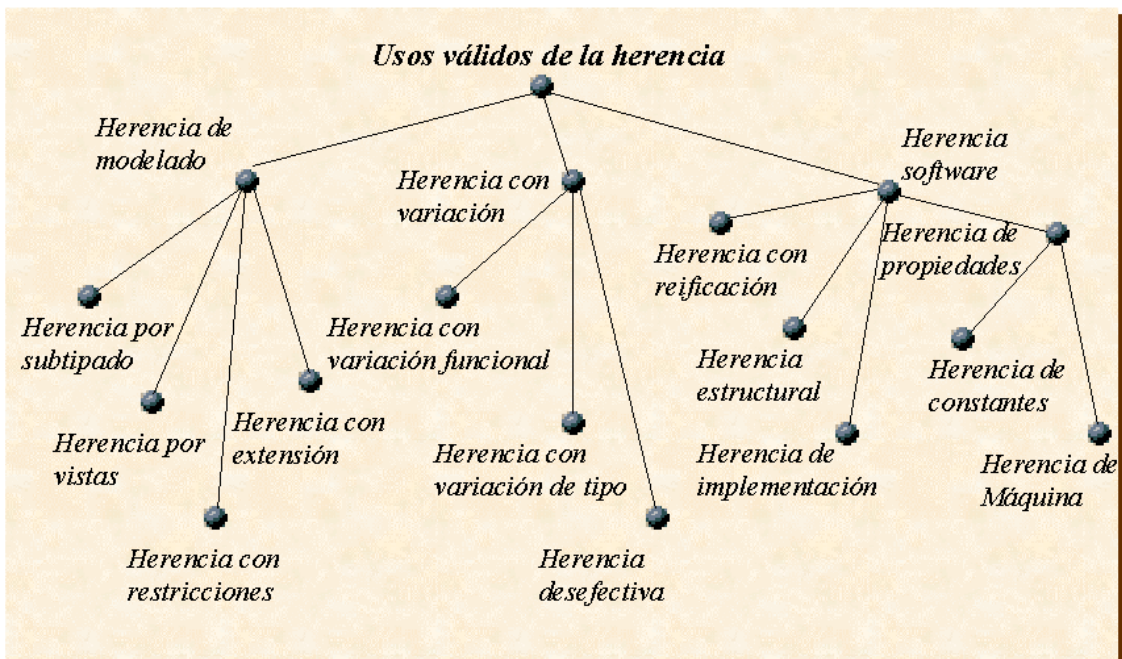 Usos válidos de la herencia
Herencia de
modelado
Herencia con
variación
Herencia
software
Herencia con
reificación
Herencia de
propiedades
Herencia por
subtipado
Herencia con
variación funcional
Herencia
estructural
Herencia de
constantes
Herencia por
vistas
Herencia con
extensión
Herencia con
variación de tipo
Herencia de
implementación
Herencia de
Máquina
Herencia con
restricciones
Herencia
desefectiva